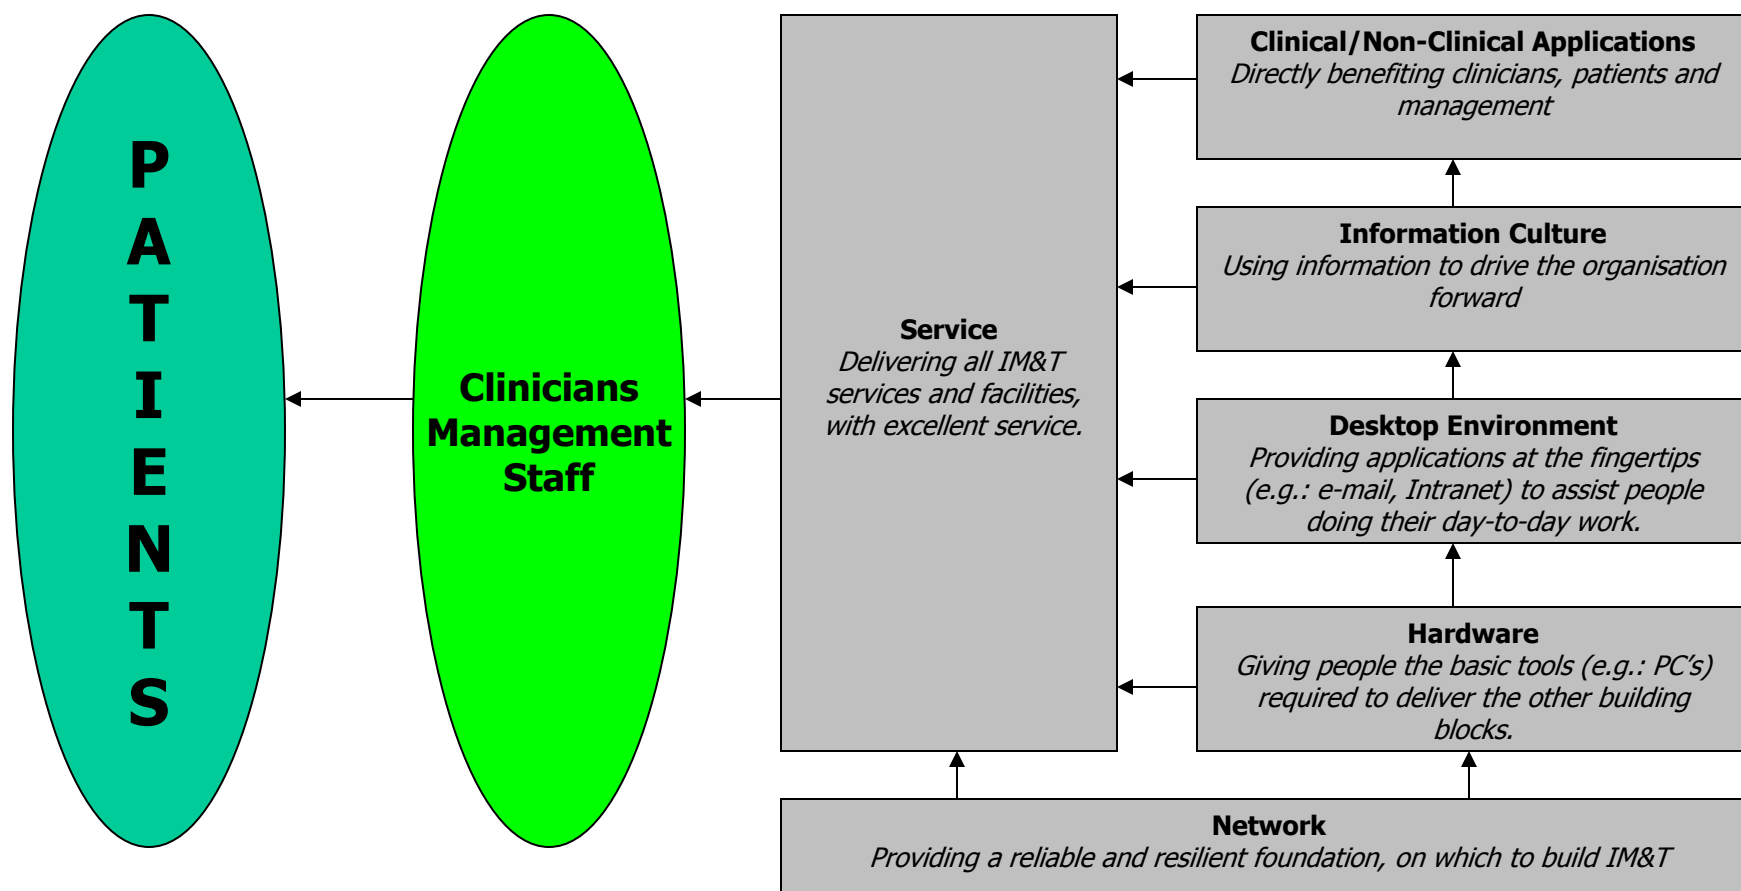 PATIENTS
Clinicians
Management
Staff
Service
Delivering all IM&T
services and facilities,
with excellent service.
Clinical/Non-Clinical Applications
Directly benefiting clinicians, patients and
management
Information Culture
Using information to drive the organisation
forward
Desktop Environment
Providing applications at the fingertips
(e.g.: e-mail, Intranet) to assist people
doing their day-to-day work.
Hardware
Giving people the basic tools (e.g.: PC’s)
required to deliver the other building
blocks.
Network
Providing a reliable and resilient foundation, on which to build IM&T